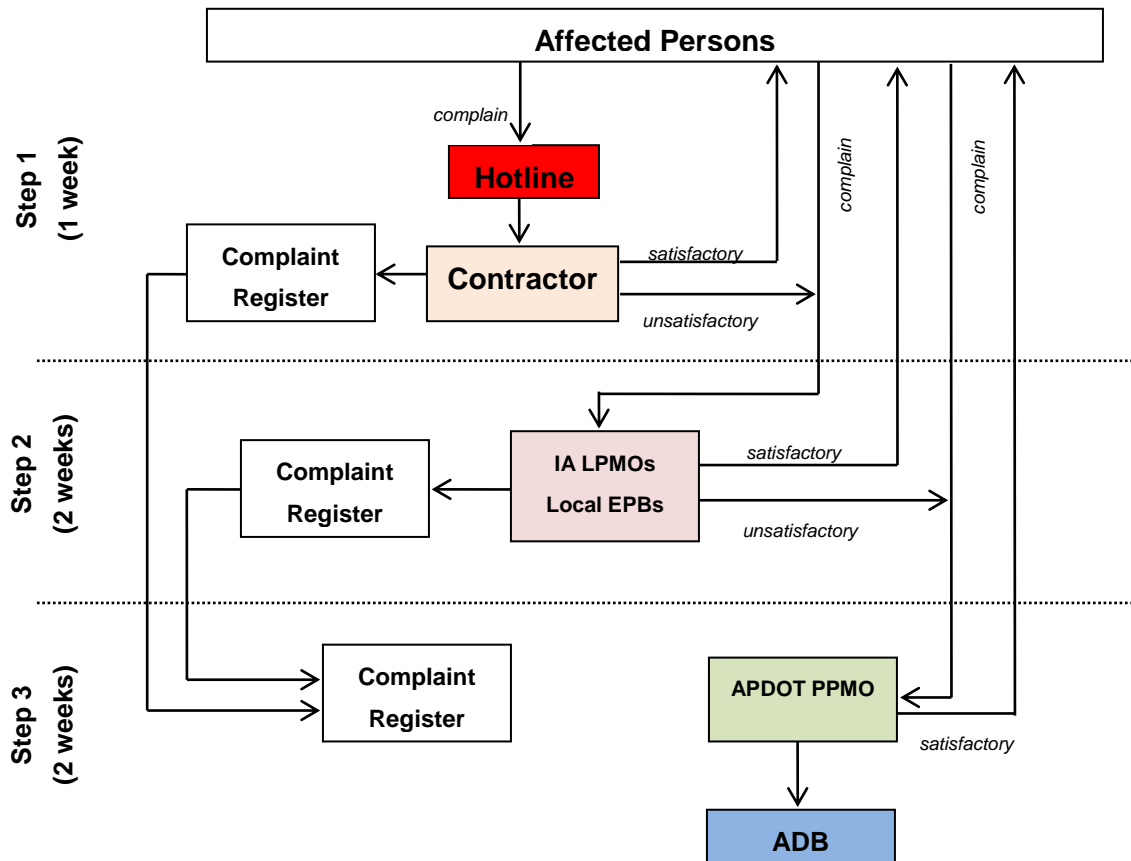 Affected Persons
complain
Step 1
(1 week)
Hotline
complain
complain
Complaint
Register
Contractor
satisfactory
unsatisfactory
Step 2
(2 weeks)
Complaint
Register
IA LPMOs
Local EPBs
satisfactory
unsatisfactory
Step 3
(2 weeks)
Complaint
Register
APDOT PPMO
satisfactory
ADB